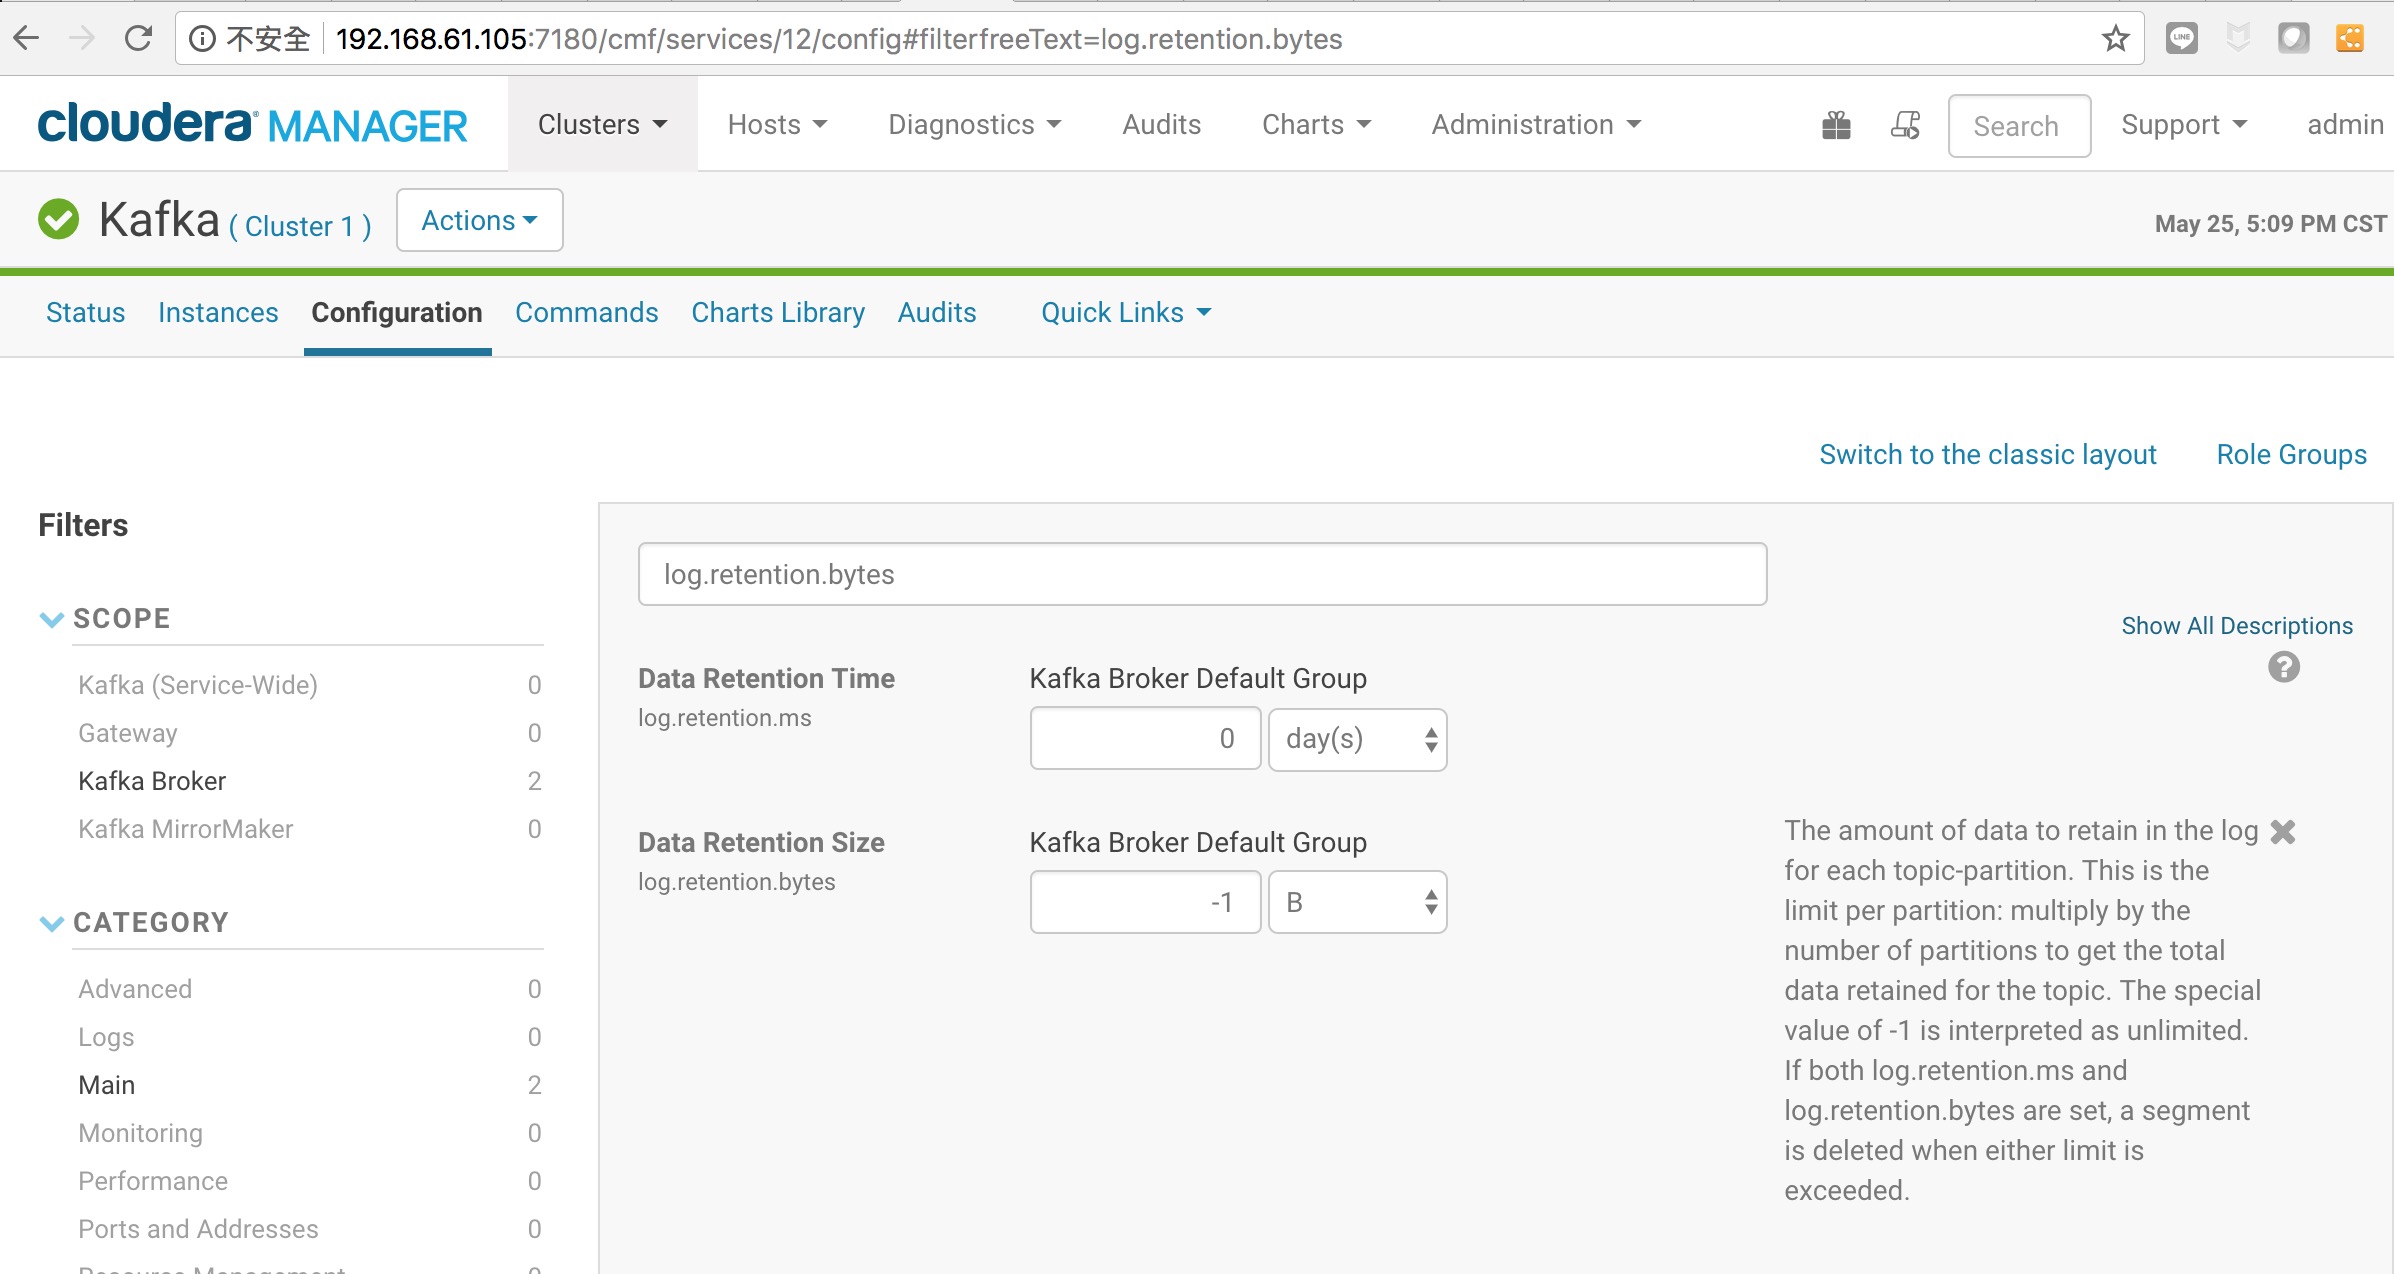 不安全 192.168.61.105:7180/cmf/services/12/config#filterfreeText=log.retention.bytes
LINE
cloudera MANAGER Clusters Hosts Diagnostics Audits Charts Administration Search Support admin
Kafka ( Cluster 1 ) Actions May 25, 5:09 PM CST
Status Instances Configuration Commands Charts Library Audits Quick Links
Switch to the classic layout Role Groups
Filters
SCOPE
Kafka (Service-Wide) 0
Gateway 0
Kafka Broker 2
Kafka MirrorMaker 0
CATEGORY
Advanced 0
Logs 0
Main 2
Monitoring 0
Performance 0
Ports and Addresses 0
Resource Management 0
log.retention.bytes
Show All Descriptions
Data Retention Time Kafka Broker Default Group
log.retention.ms
0 day(s)
Data Retention Size Kafka Broker Default Group
log.retention.bytes
-1 B
The amount of data to retain in the log
for each topic-partition. This is the
limit per partition: multiply by the
number of partitions to get the total
data retained for the topic. The special
value of -1 is interpreted as unlimited.
If both log.retention.ms and
log.retention.bytes are set, a segment
is deleted when either limit is
exceeded.